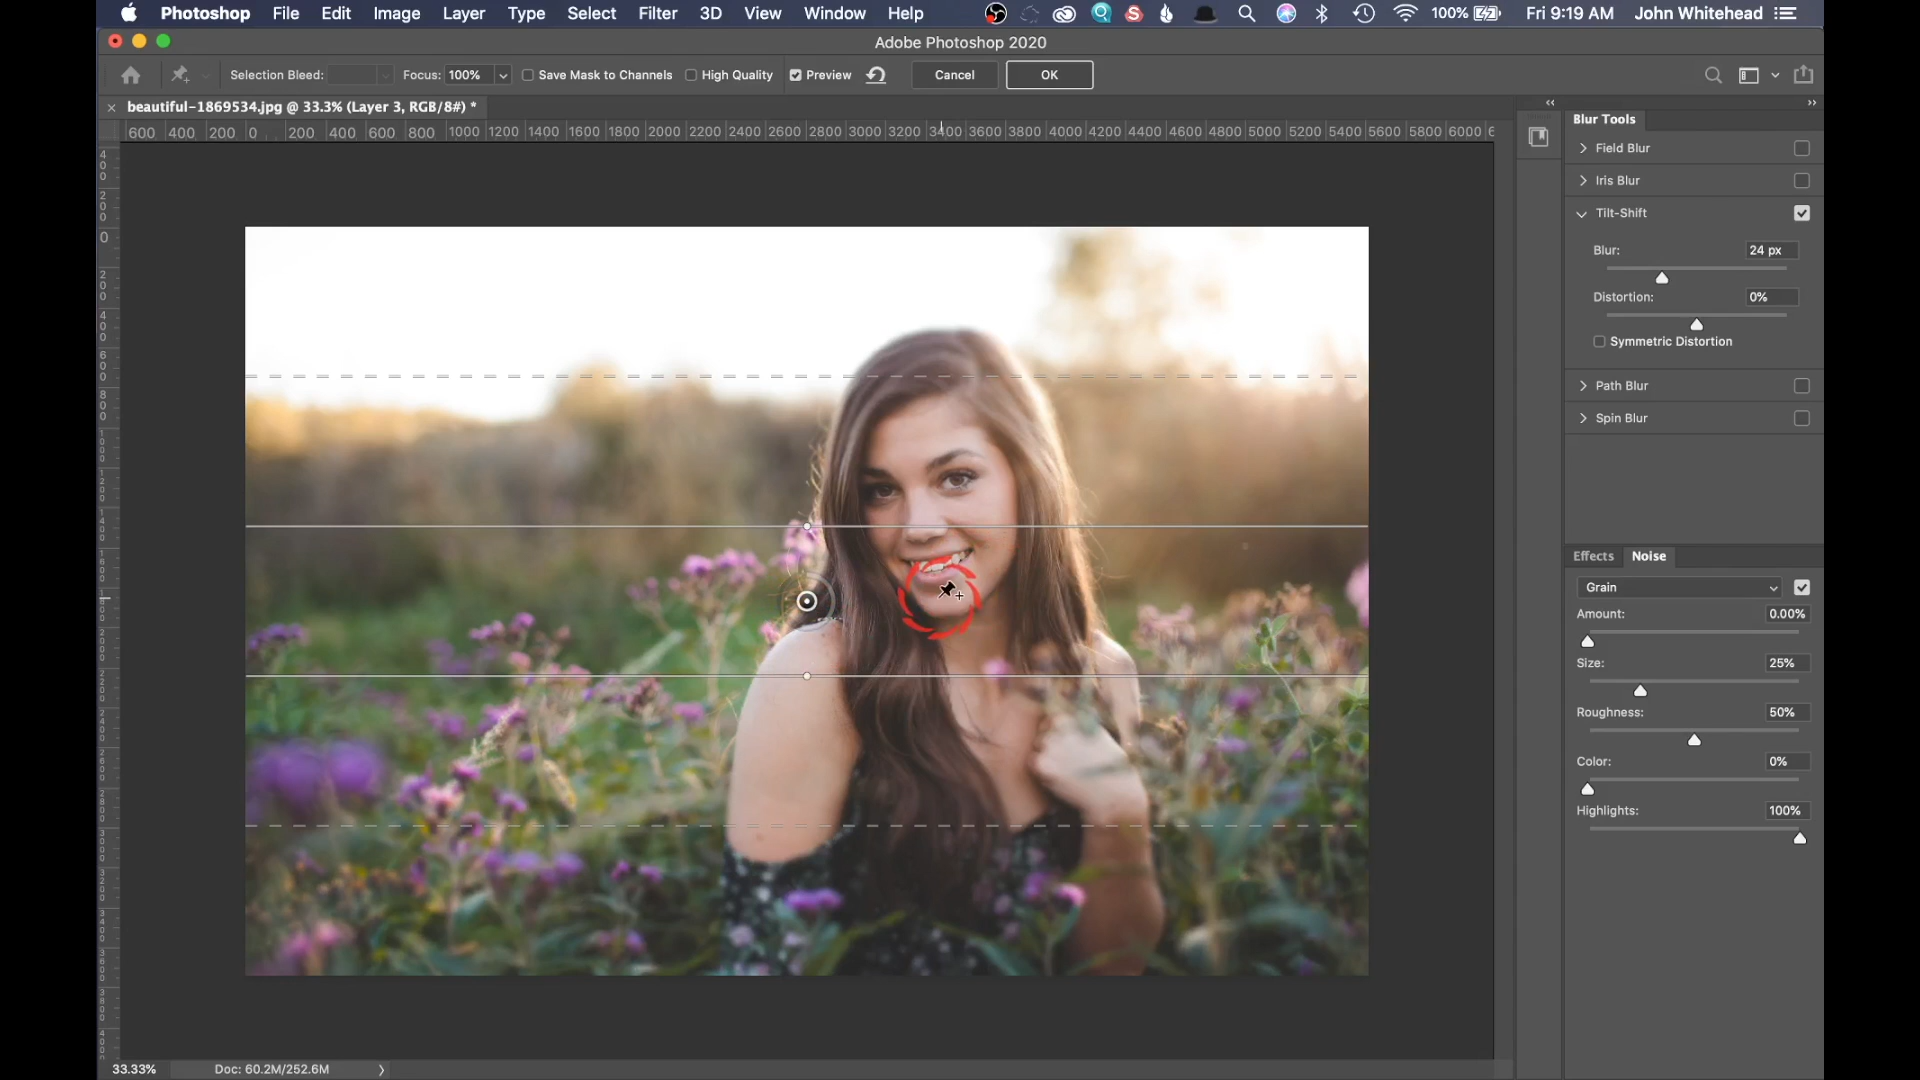 Photoshop File Edit Image Layer Type Select Filter 3D View Window Help 100% Fri 9:19 AM John Whitehead
Adobe Photoshop 2020
Selection Bleed: Focus: 100% Save Mask to Channels High Quality Preview Cancel OK
beautiful-1869534.jpg @ 33.3% (Layer 3, RGB/8#) *
600 400 200 0 200 400 600 800 1000 1200 1400 1600 1800 2000 2200 2400 2600 2800 3000 3200 3400 3600 3800 4000 4200 4400 4600 4800 5000 5200 5400 5600 5800 6000 6
Blur Tools
Field Blur
Iris Blur
Tilt-Shift
Blur: 24 px
Distortion: 0%
Symmetric Distortion
Path Blur
Spin Blur
Effects Noise
Grain
Amount: 0.00%
Size: 25%
Roughness: 50%
Color: 0%
Highlights: 100%
33.33% Doc: 60.2M/252.6M